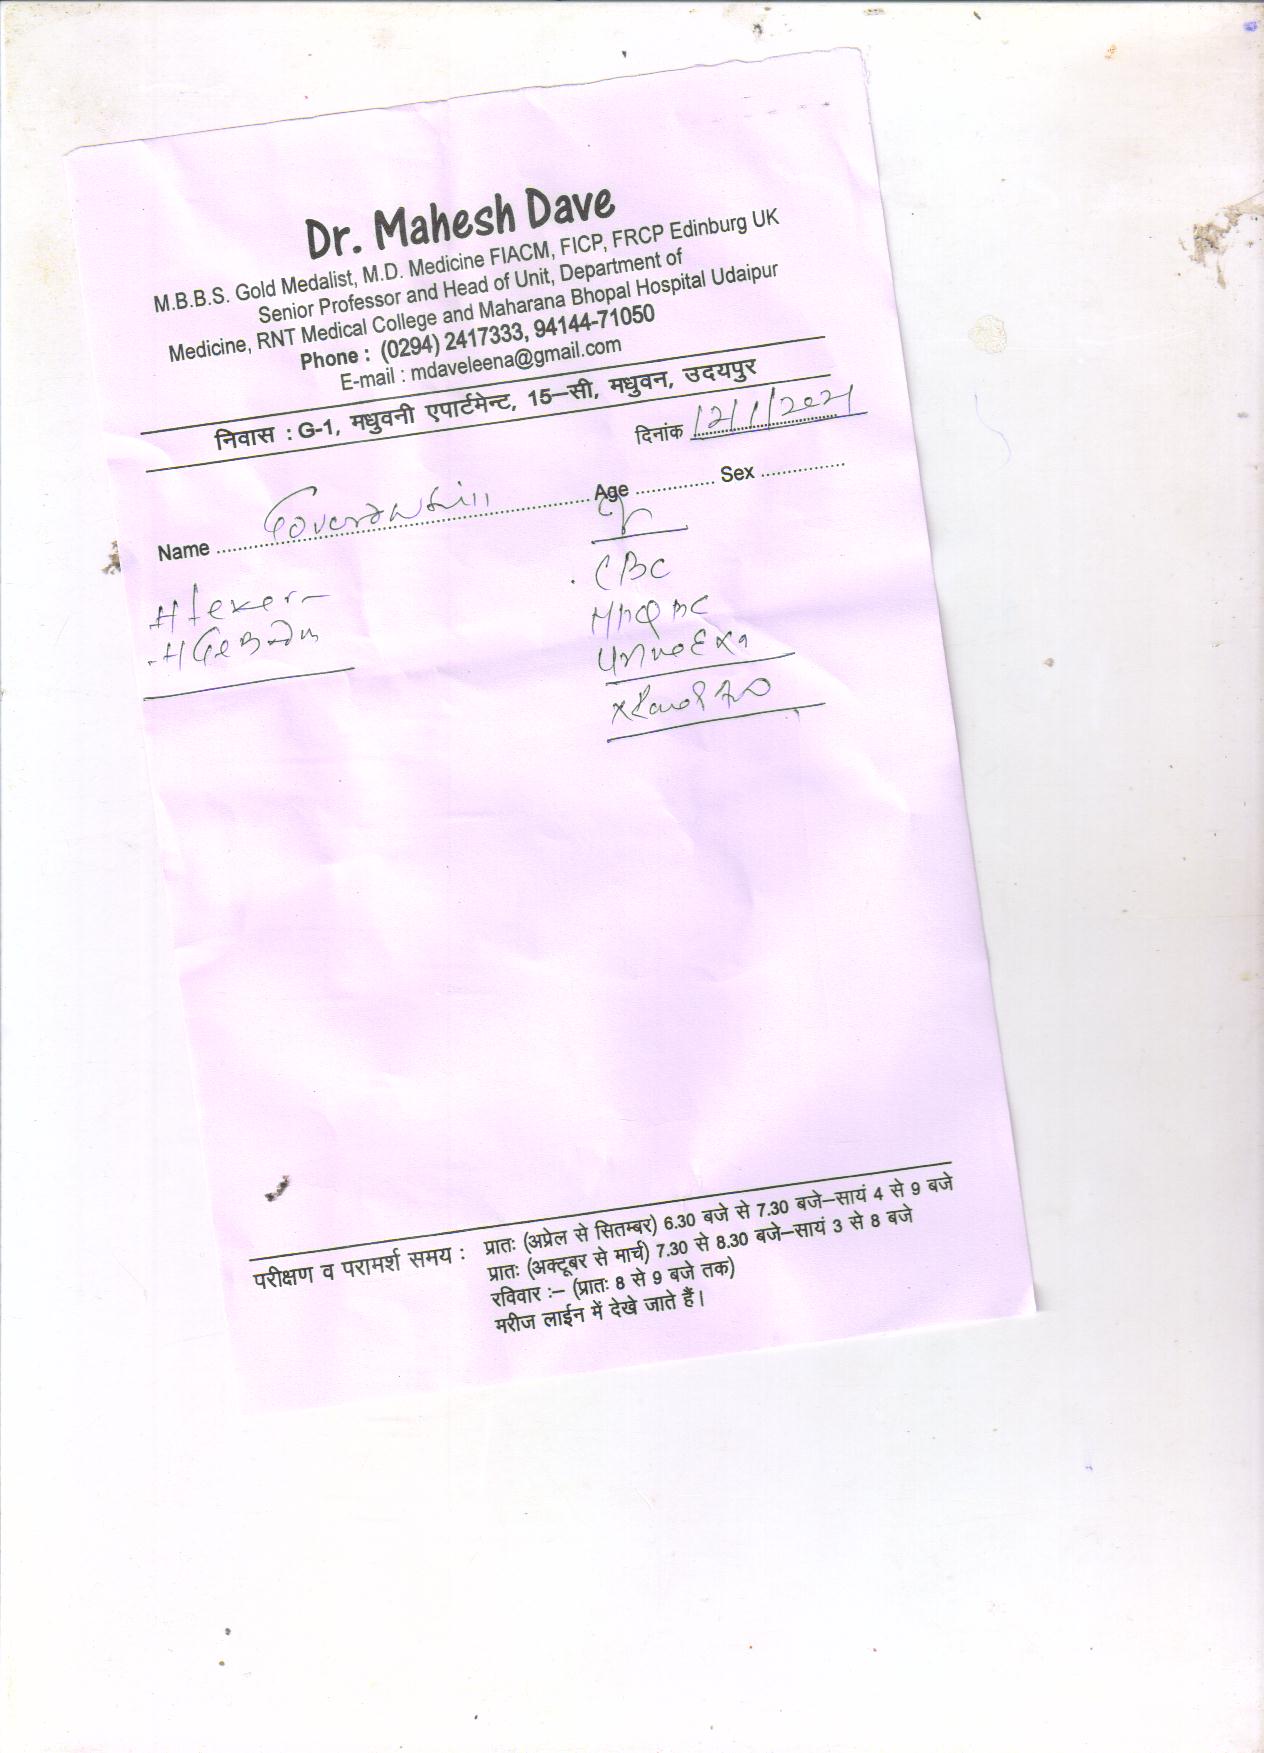 Dr. Mahesh Dave
M.B.B.S. Gold Medalist, M.D. Medicine FIACM, FICP, FRCP Edinburg UK
Senior Professor and Head of Unit, Department of
Medicine, RNT Medical College and Maharana Bhopal Hospital Udaipur
Phone : (0294) 2417333, 94144-71050
E-mail : mdaveleena@gmail.com
निवास : G-1, मधुवनी एपार्टमेन्ट, 15–सी, मधुवन, उदयपुर
दिनांक 12/1/2021
Name Age Sex
CBC
परीक्षण व परामर्श समय : प्रातः (अप्रेल से सितम्बर) 6.30 बजे से 7.30 बजे–सायं 4 से 9 बजे
प्रातः (अक्टूबर से मार्च) 7.30 से 8.30 बजे–सायं 3 से 8 बजे
रविवार :– (प्रातः 8 से 9 बजे तक)
मरीज लाईन में देखे जाते हैं।